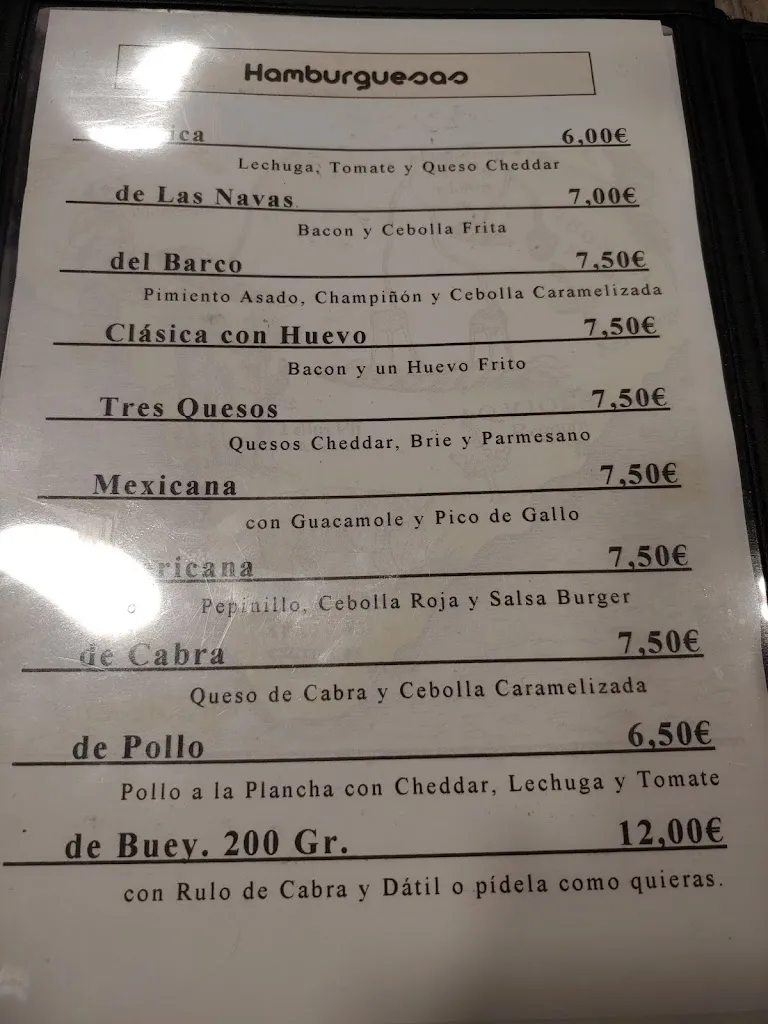 Hamburguesas
6,00€
Lechuga, Tomate y Queso Cheddar
de Las Navas 7,00€
Bacon y Cebolla Frita
del Barco 7,50€
Pimiento Asado, Champiñón y Cebolla Caramelizada
Clásica con Huevo 7,50€
Bacon y un Huevo Frito
Tres Quesos 7,50€
Quesos Cheddar, Brie y Parmesano
Mexicana 7,50€
con Guacamole y Pico de Gallo
7,50€
Pepinillo, Cebolla Roja y Salsa Burger
de Cabra 7,50€
Queso de Cabra y Cebolla Caramelizada
de Pollo 6,50€
Pollo a la Plancha con Cheddar, Lechuga y Tomate
de Buey. 200 Gr. 12,00€
con Rulo de Cabra y Dátil o pídela como quieras.